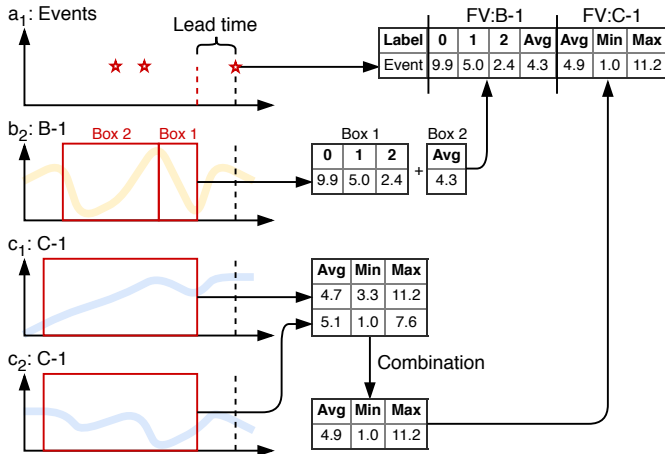 a1: Events
Lead time
FV:B-1 FV:C-1
Label 0 1 2 Avg Avg Min Max
Event 9.9 5.0 2.4 4.3 4.9 1.0 11.2
b2: B-1
Box 2 Box 1
Box 1 Box 2
0 1 2 Avg
9.9 5.0 2.4 + 4.3
c1: C-1
Avg Min Max
4.7 3.3 11.2
5.1 1.0 7.6
c2: C-1
Combination
Avg Min Max
4.9 1.0 11.2